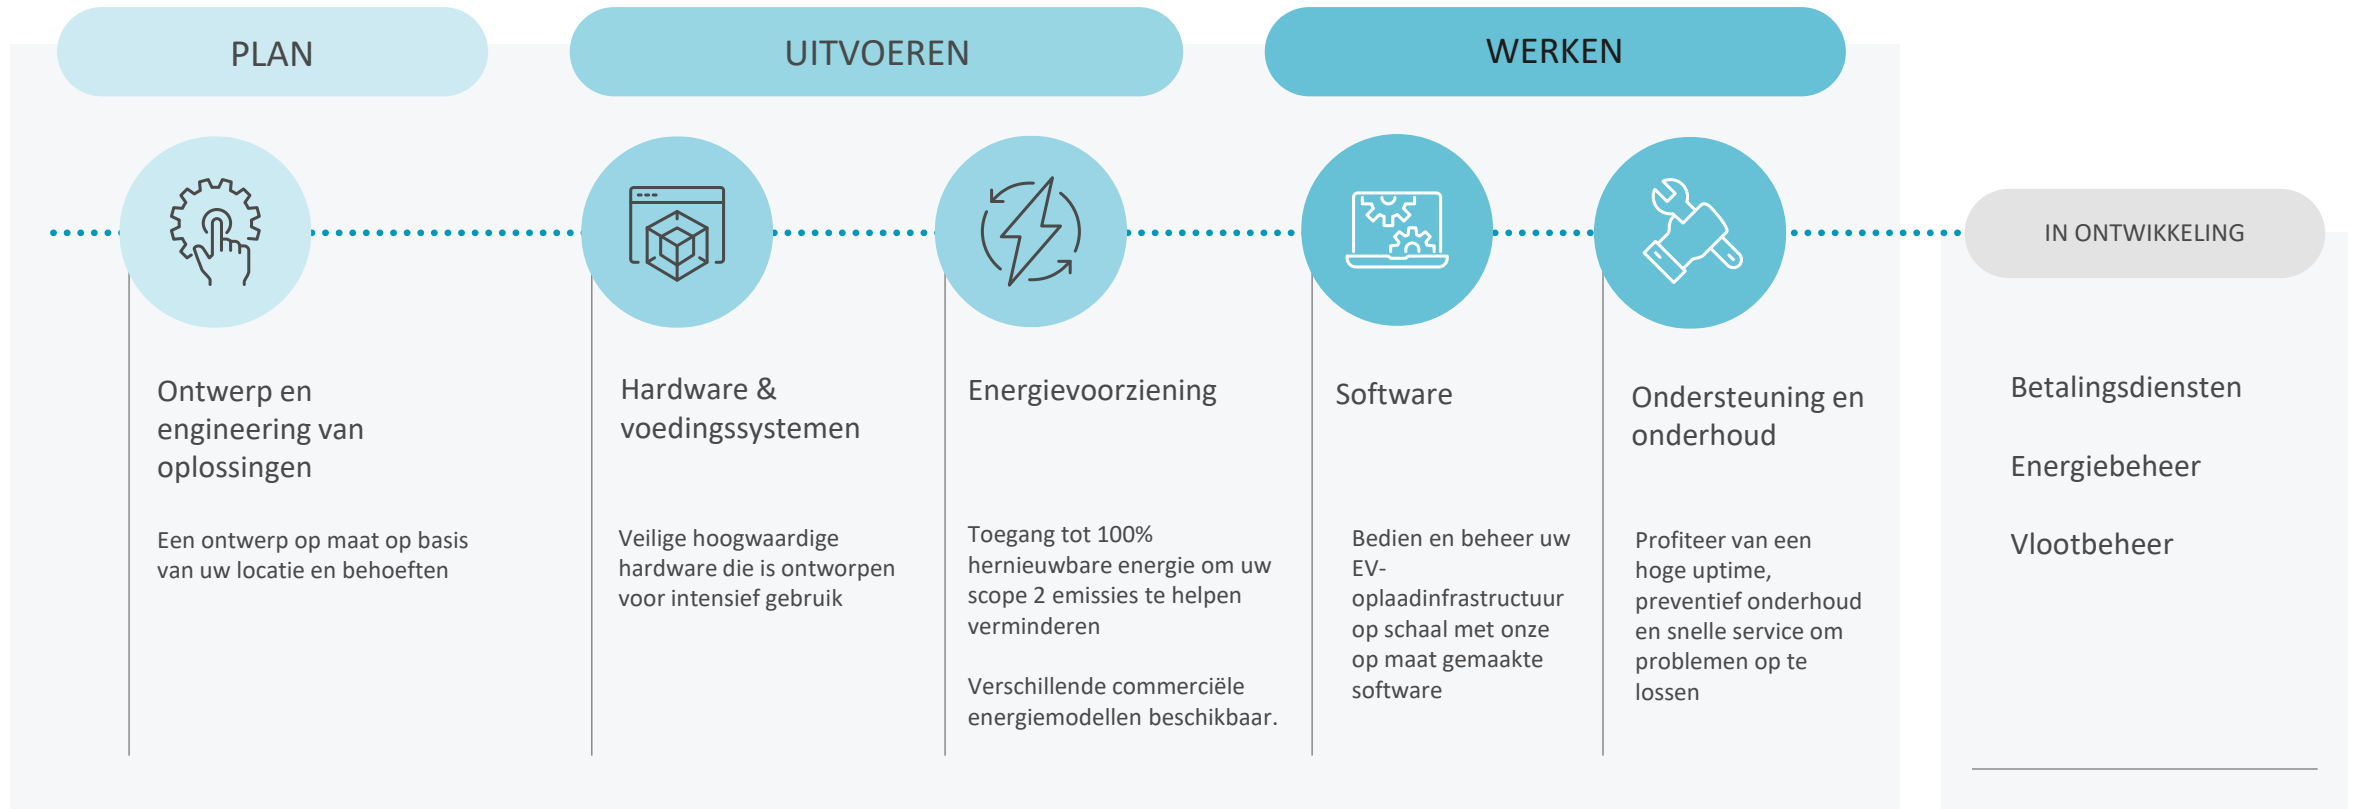 PLAN
UITVOEREN
WERKEN
IN ONTWIKKELING
Ontwerp en
engineering van
oplossingen
Een ontwerp op maat op basis
van uw locatie en behoeften
Hardware &
voedingssystemen
Veilige hoogwaardige
hardware die is ontworpen
voor intensief gebruik
Energievoorziening
Toegang tot 100%
hernieuwbare energie om uw
scope 2 emissies te helpen
verminderen
Verschillende commerciële
energiemodellen beschikbaar.
Software
Bedien en beheer uw
EV-
oplaadinfrastructuur
op schaal met onze
op maat gemaakte
software
Ondersteuning en
onderhoud
Profiteer van een
hoge uptime,
preventief onderhoud
en snelle service om
problemen op te
lossen
Betalingsdiensten
Energiebeheer
Vlootbeheer